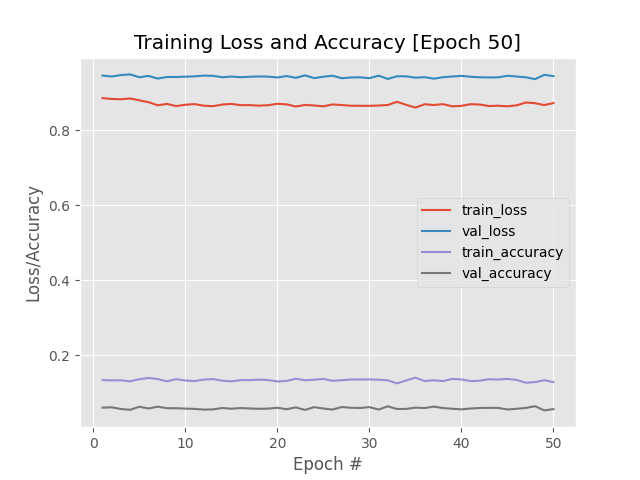 Training Loss and Accuracy [Epoch 50]
Loss/Accuracy
0.8
0.6
0.4
0.2
train_loss
val_loss
train_accuracy
val_accuracy
0 10 20 30 40 50
Epoch #